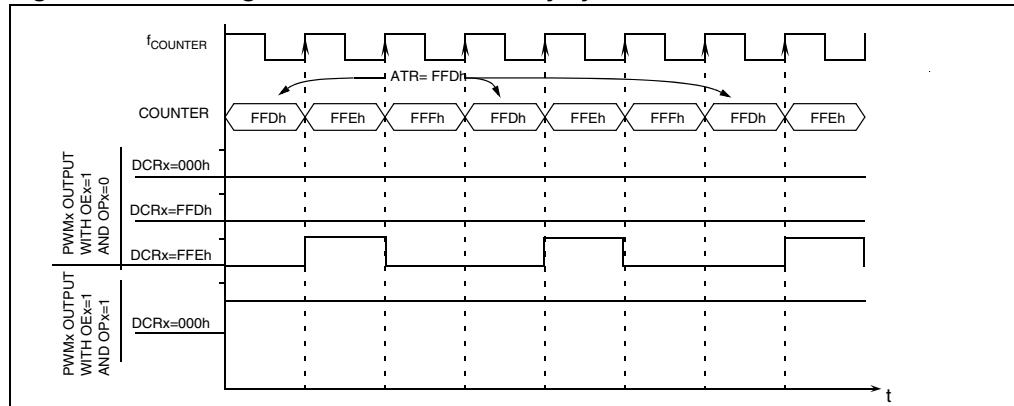 fCOUNTER
ATR= FFDh
COUNTER
FFDh FFEh FFFh FFDh FFEh FFFh FFDh FFEh
PWMx OUTPUT
WITH OEx=1
AND OPx=0
DCRx=000h
DCRx=FFDh
DCRx=FFEh
PWMx OUTPUT
WITH OEx=1
AND OPx=1
DCRx=000h
t